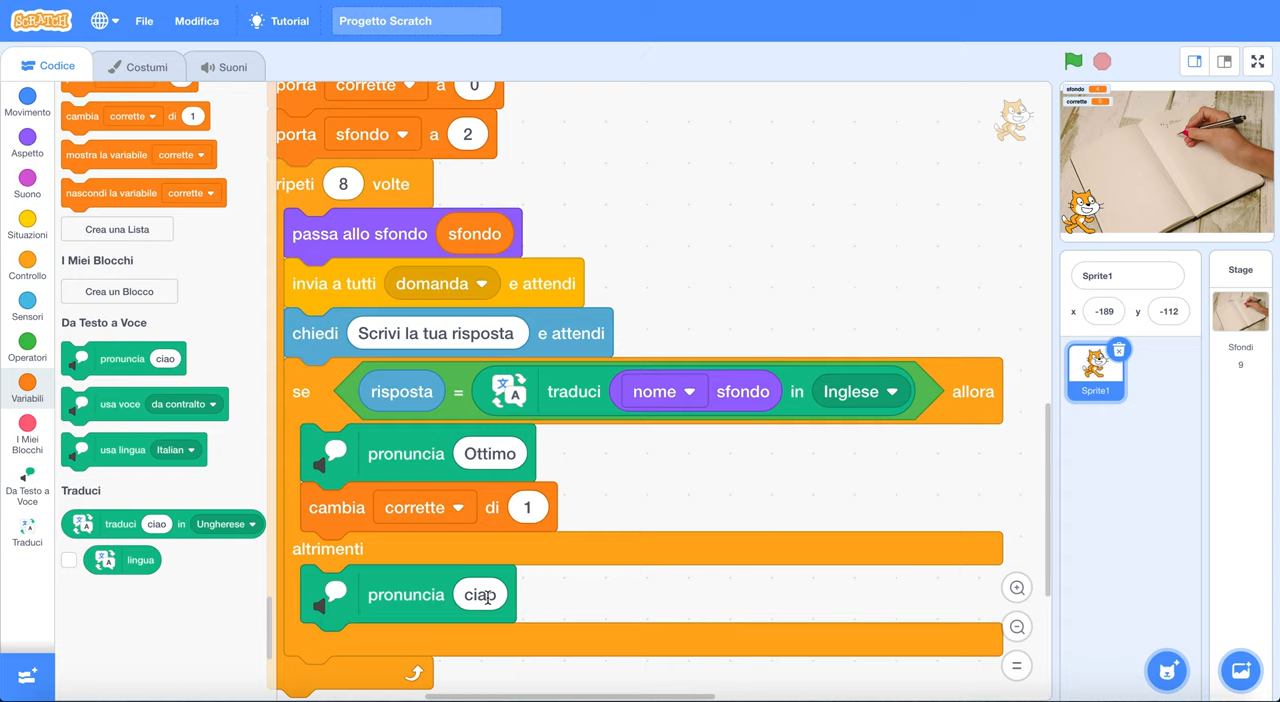 SCRATCH File Modifica Tutorial Progetto Scratch
Codice Costumi Suoni
Movimento
Aspetto
Suono
Situazioni
Controllo
Sensori
Operatori
Variabili
I Miei
Blocchi
Da Testo a
Voce
Traduci
cambia corrette di 1
mostra la variabile corrette
nascondi la variabile corrette
Crea una Lista
I Miei Blocchi
Crea un Blocco
Da Testo a Voce
pronuncia ciao
usa voce da contralto
usa lingua Italian
Traduci
traduci ciao in Ungherese
lingua
porta corrette a 0
porta sfondo a 2
ripeti 8 volte
passa allo sfondo sfondo
invia a tutti domanda e attendi
chiedi Scrivi la tua risposta e attendi
se risposta = traduci nome sfondo in Inglese allora
pronuncia Ottimo
cambia corrette di 1
altrimenti
pronuncia ciao
sfondo
corrette
Sprite1
x -189 y -112
Sprite1
Stage
Sfondi
9